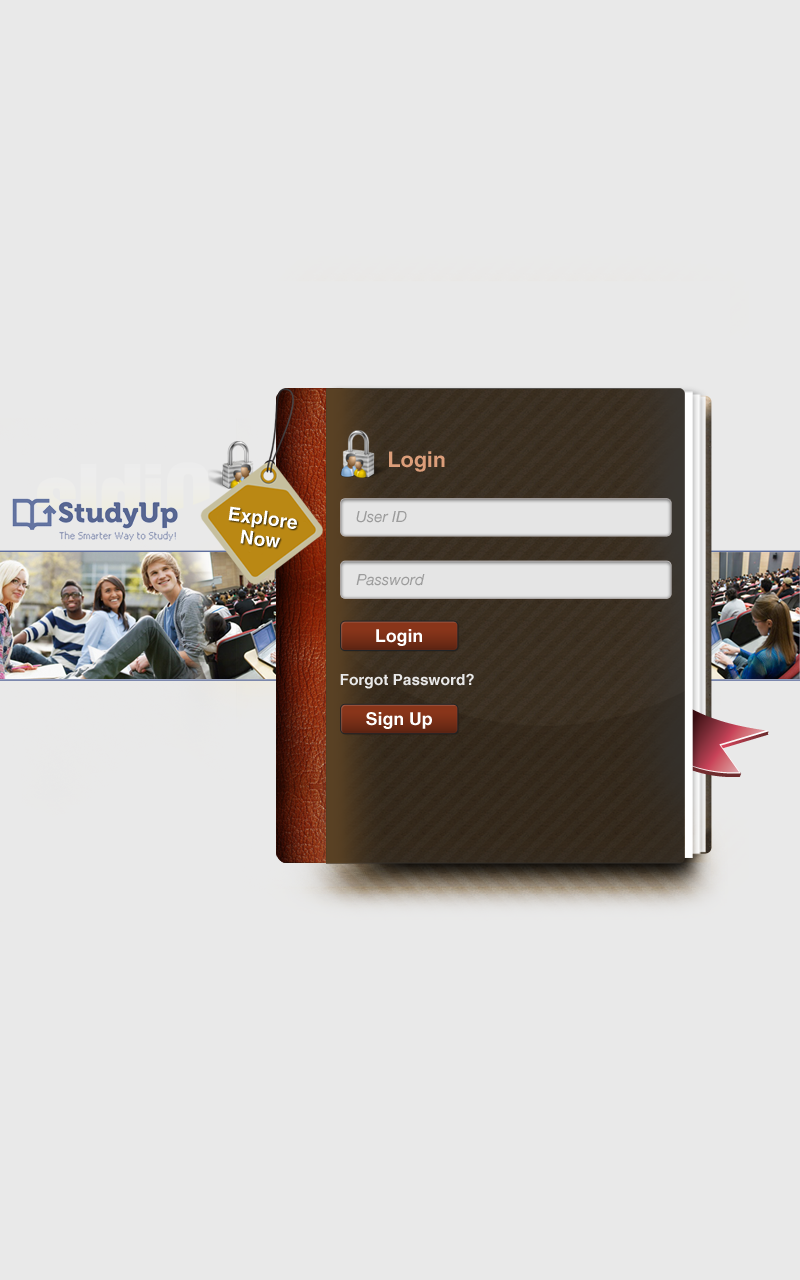 StudyUp
The Smarter Way to Study!
Explore
Now
Login
User ID
Password
Login
Forgot Password?
Sign Up